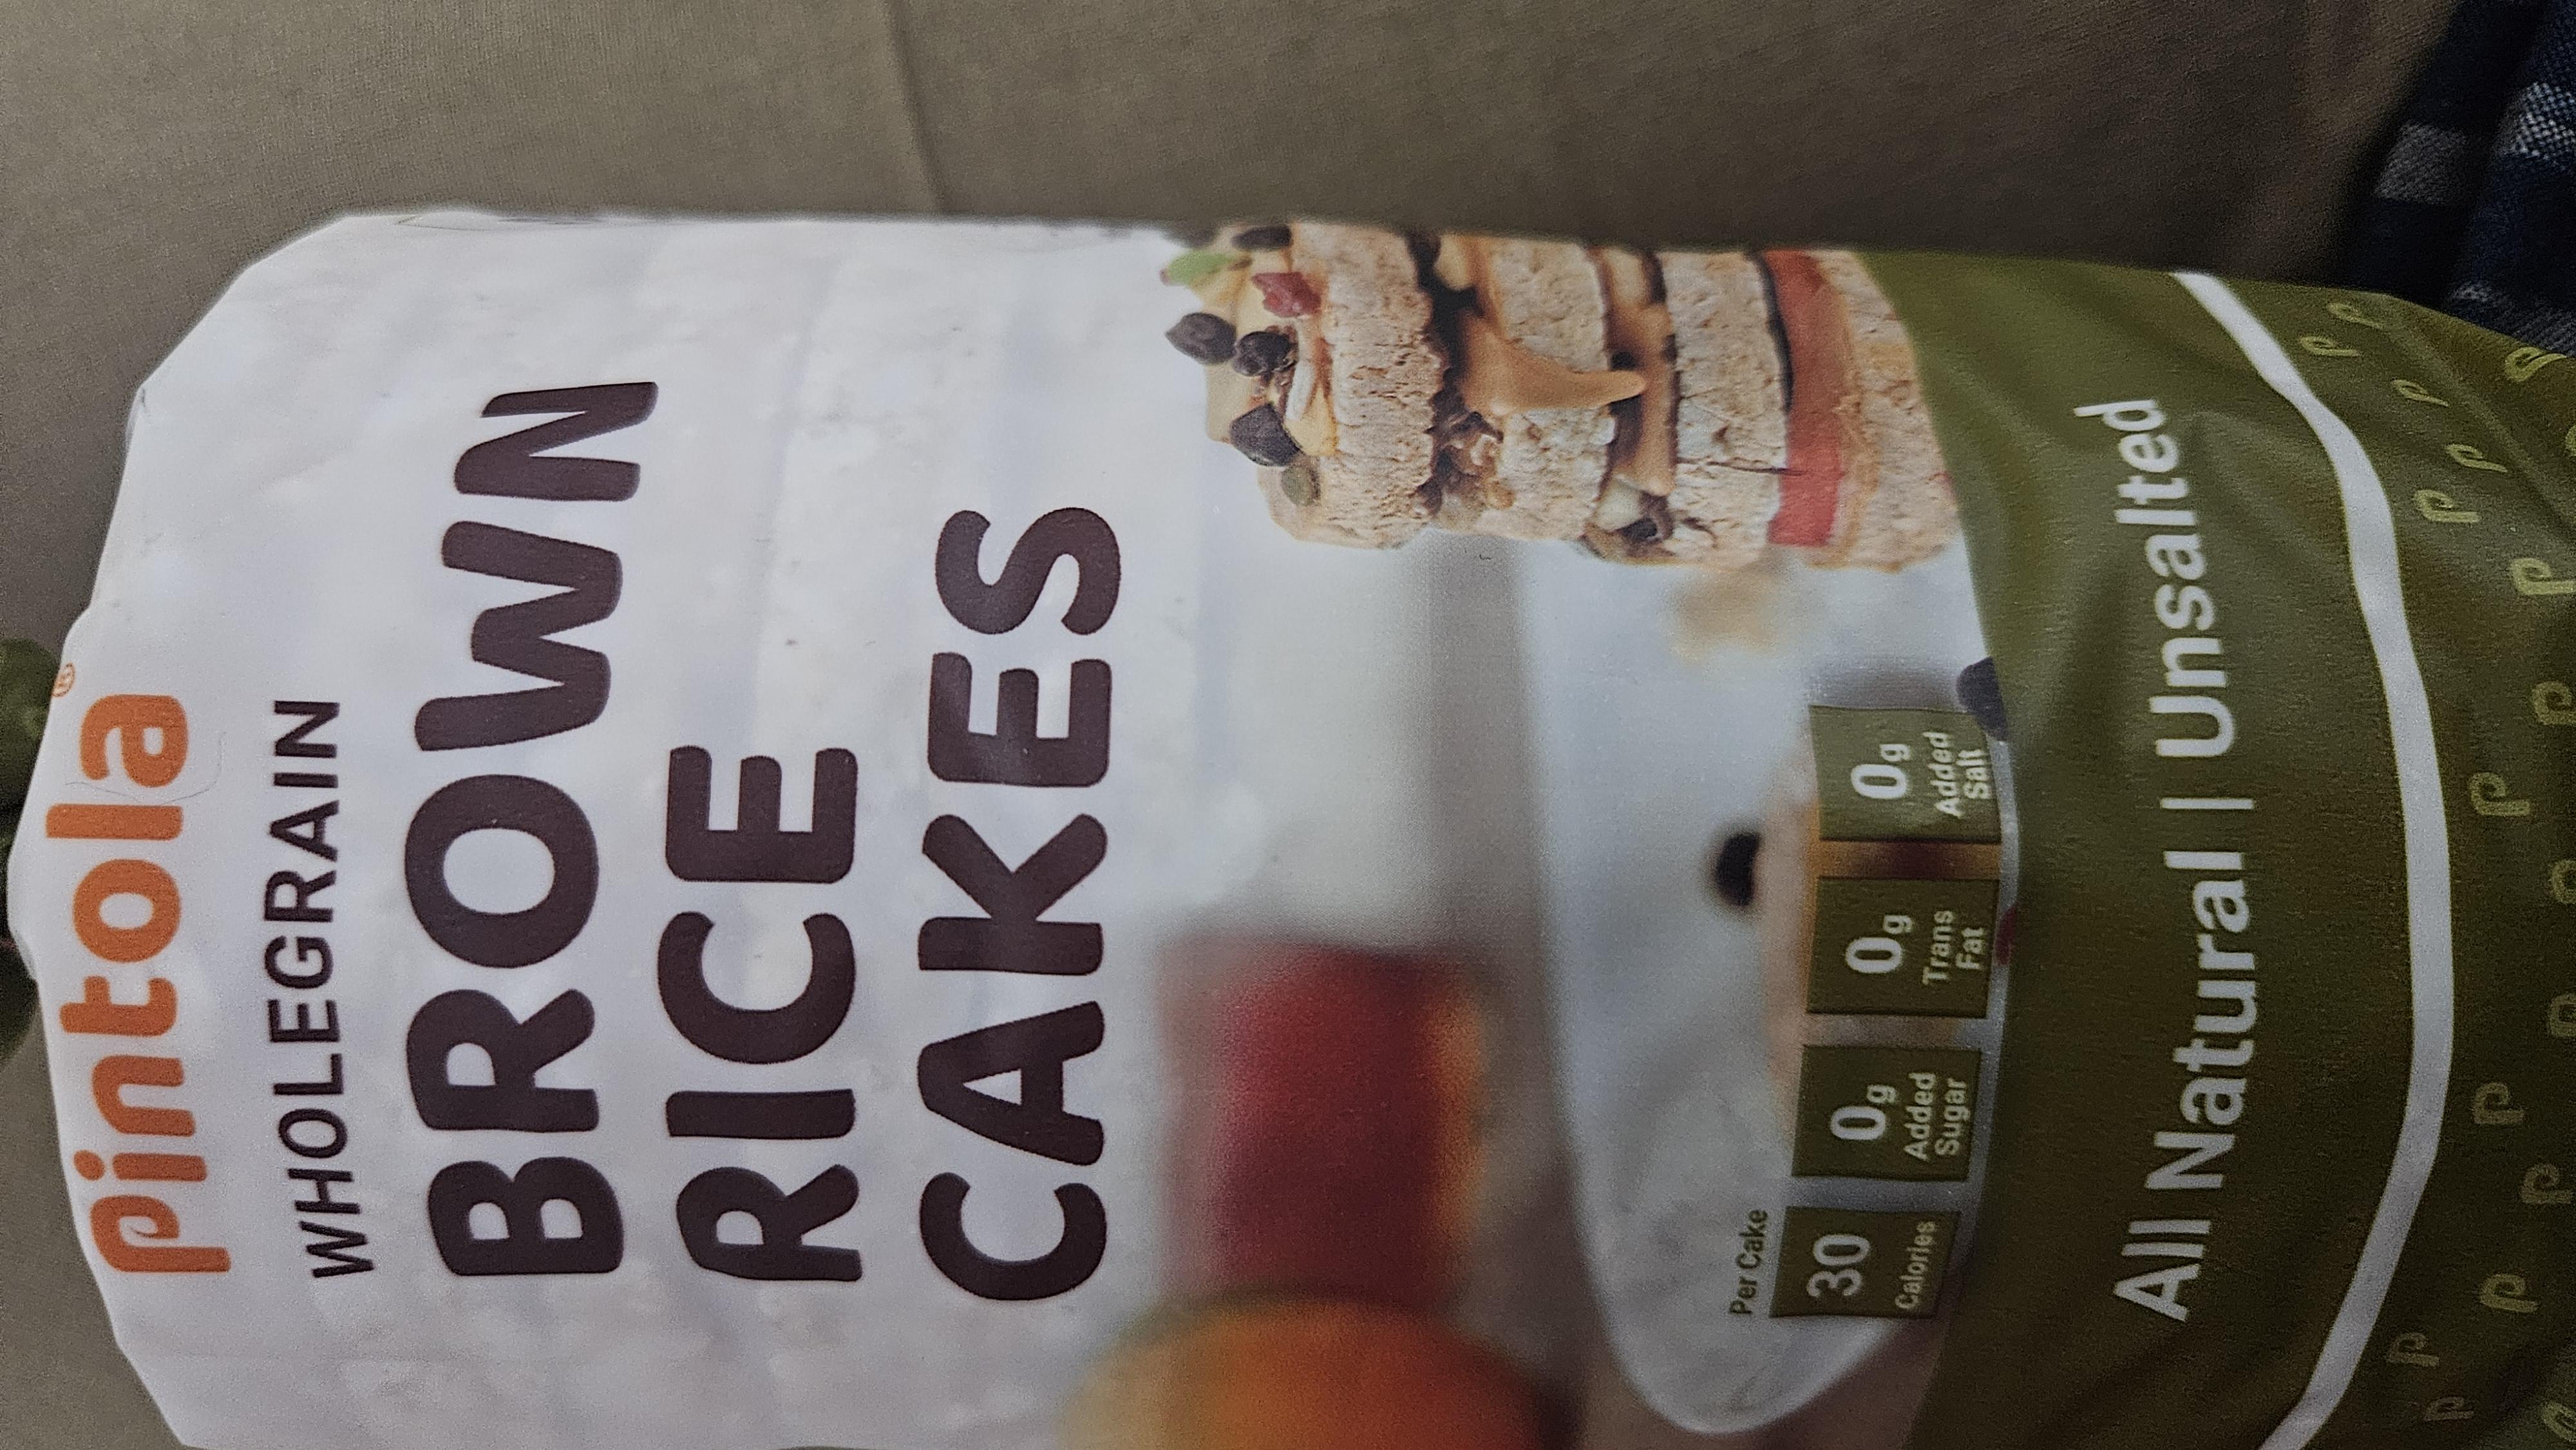 pintola®
WHOLEGRAIN
BROWN
RICE
CAKES
Per Cake
30
Calories
0g
Added
Sugar
0g
Trans
Fat
0g
Added
Salt
All Natural | Unsalted